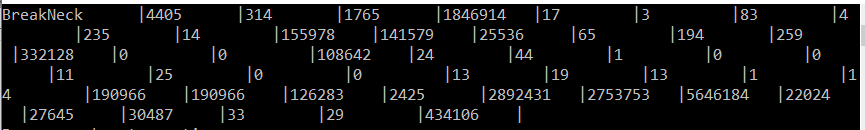 BreakNeck |4405 |314 |1765 |1846914 |17 |3 |83 |4
|235 |14 |155978 |141579 |25536 |65 |194 |259
|332128 |0 |0 |108642 |24 |44 |1 |0 |0
|11 |25 |0 |0 |13 |19 |13 |1 |1
4 |190966 |190966 |126283 |2425 |2892431 |2753753 |5646184 |22024
|27645 |30487 |33 |29 |434106 |